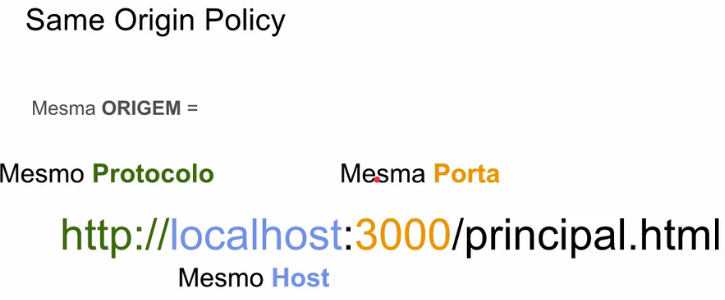 Same Origin Policy
Mesma ORIGEM =
Mesmo Protocolo
Mesma Porta
http://localhost:3000/principal.html
Mesmo Host